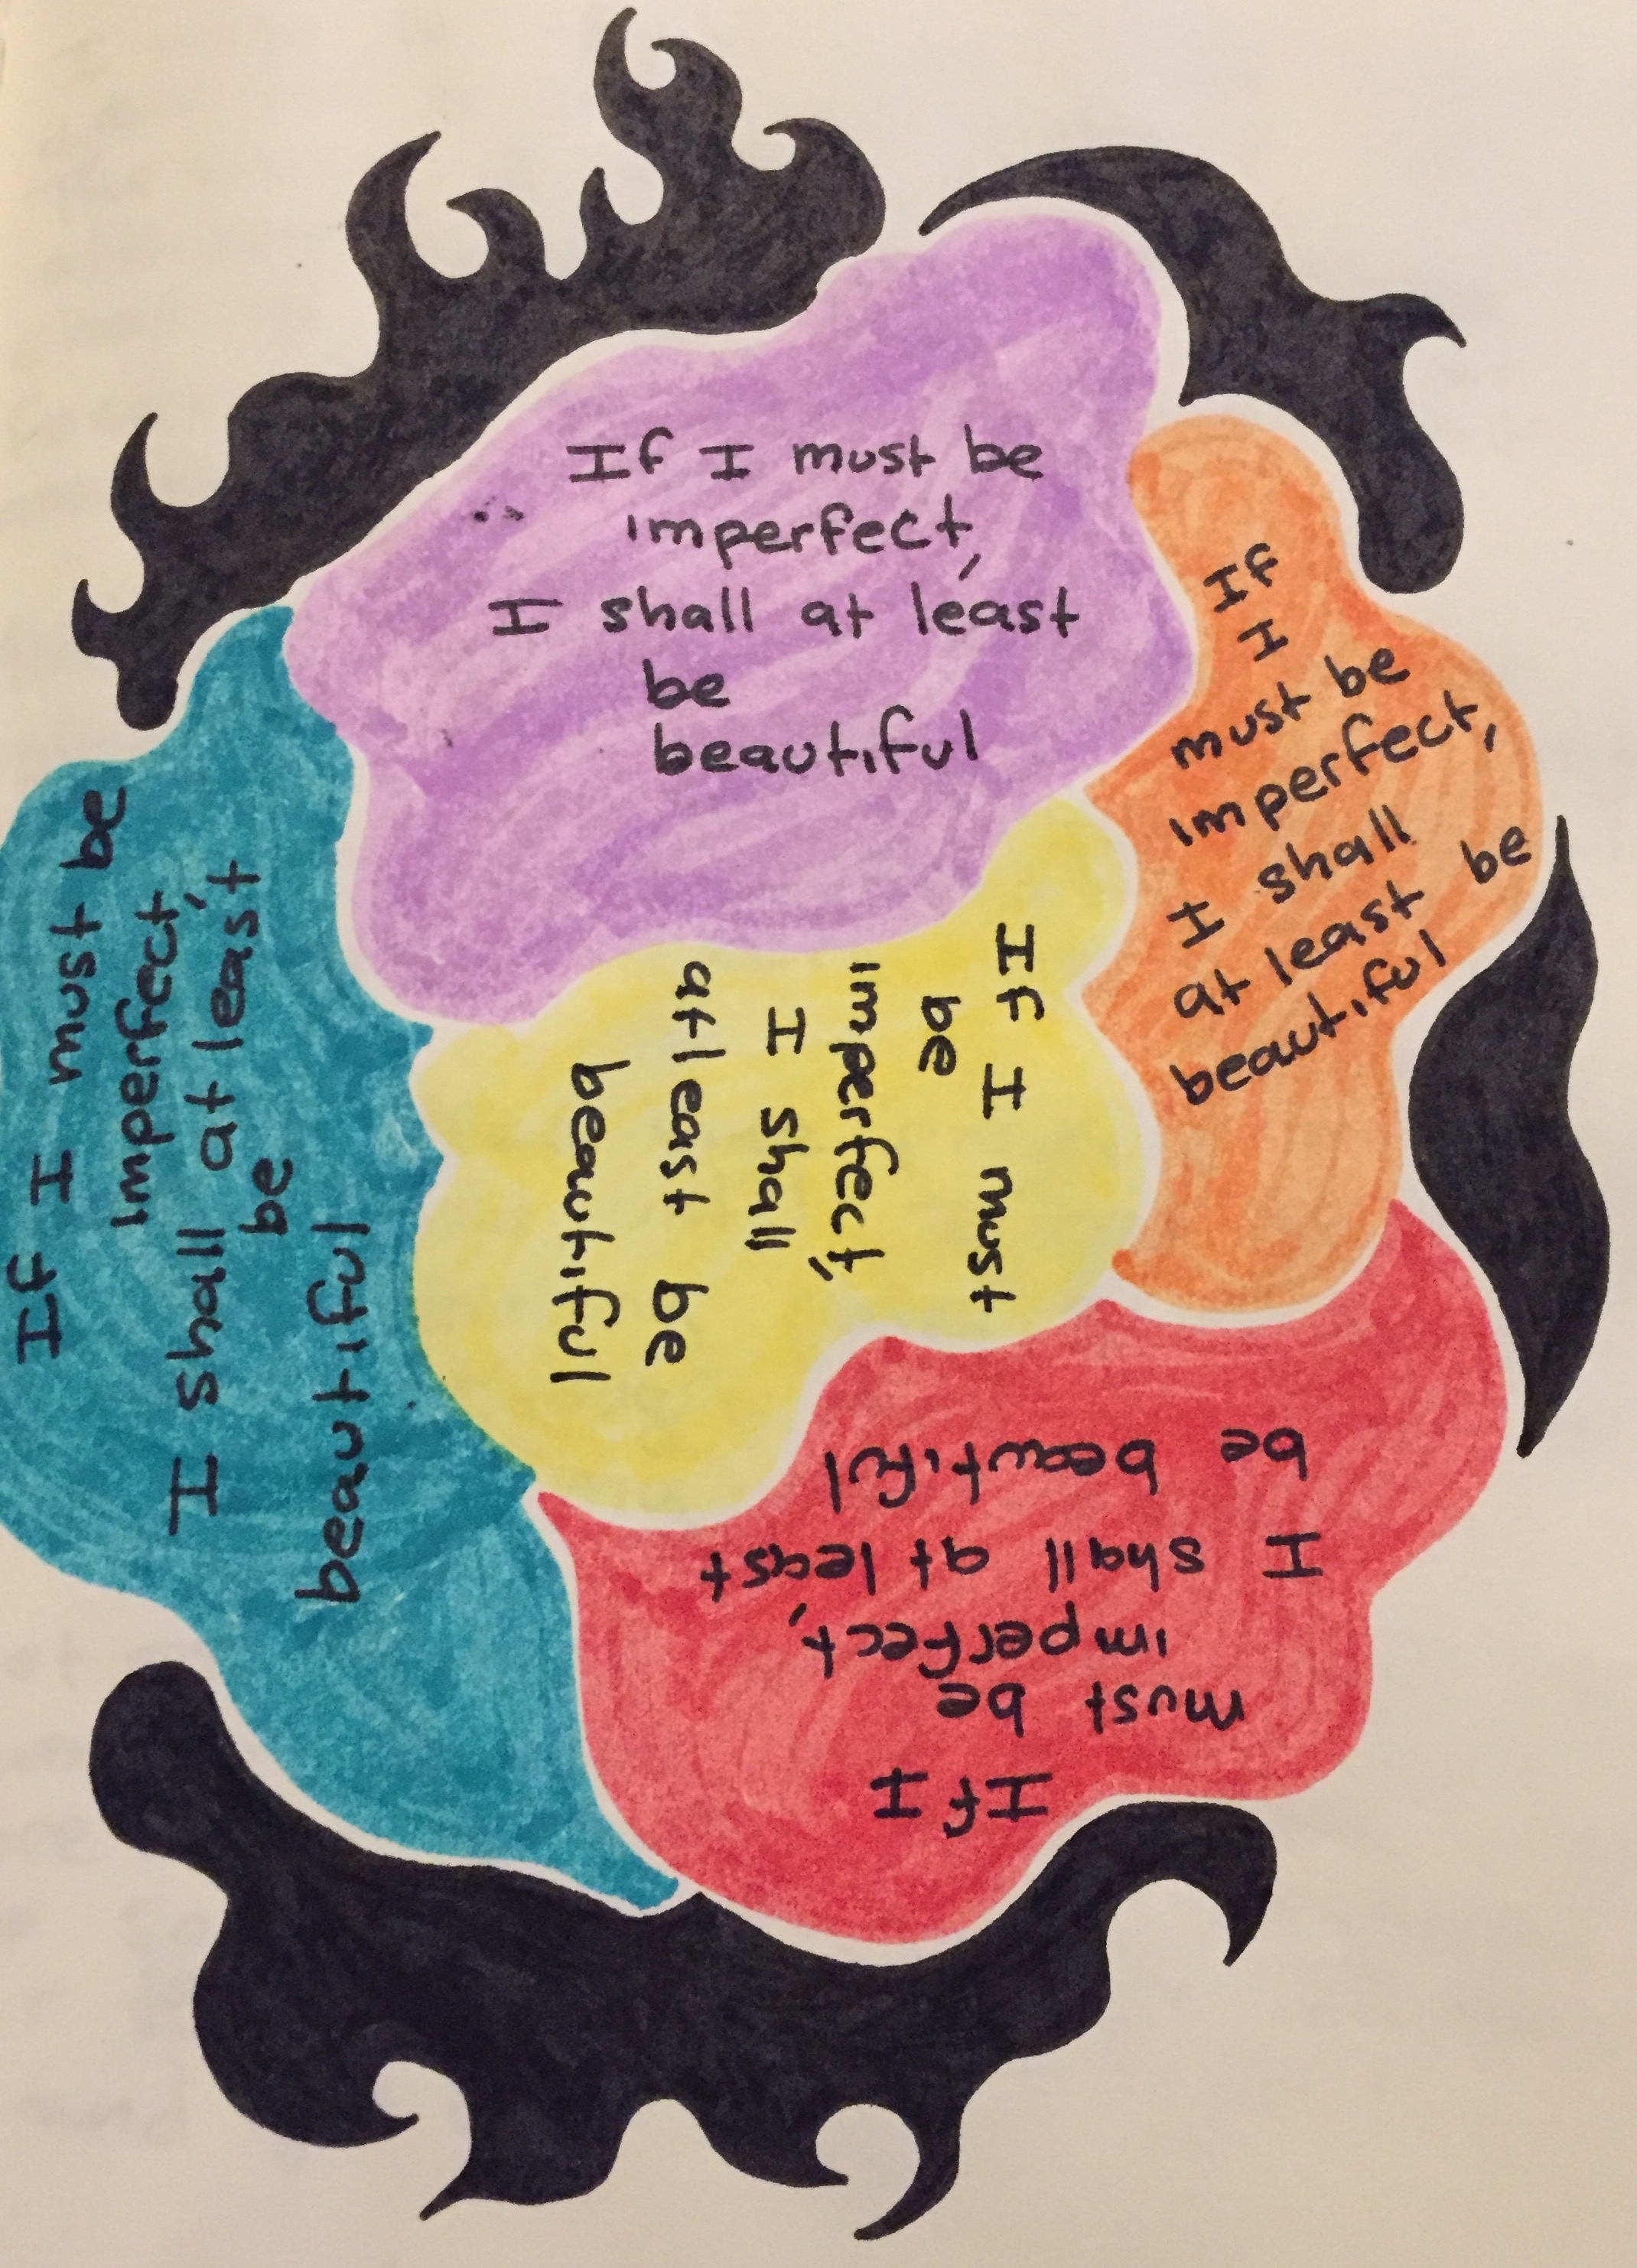 If I must be
imperfect,
I shall at least
be
beautiful
If
I
must be
imperfect,
I shall
at least be
beautiful
If I must
be
imperfect,
I shall
at least be
beautiful
If I must be
imperfect,
I shall at least
be
beautiful
If I
must be
imperfect,
I shall at least
be beautiful